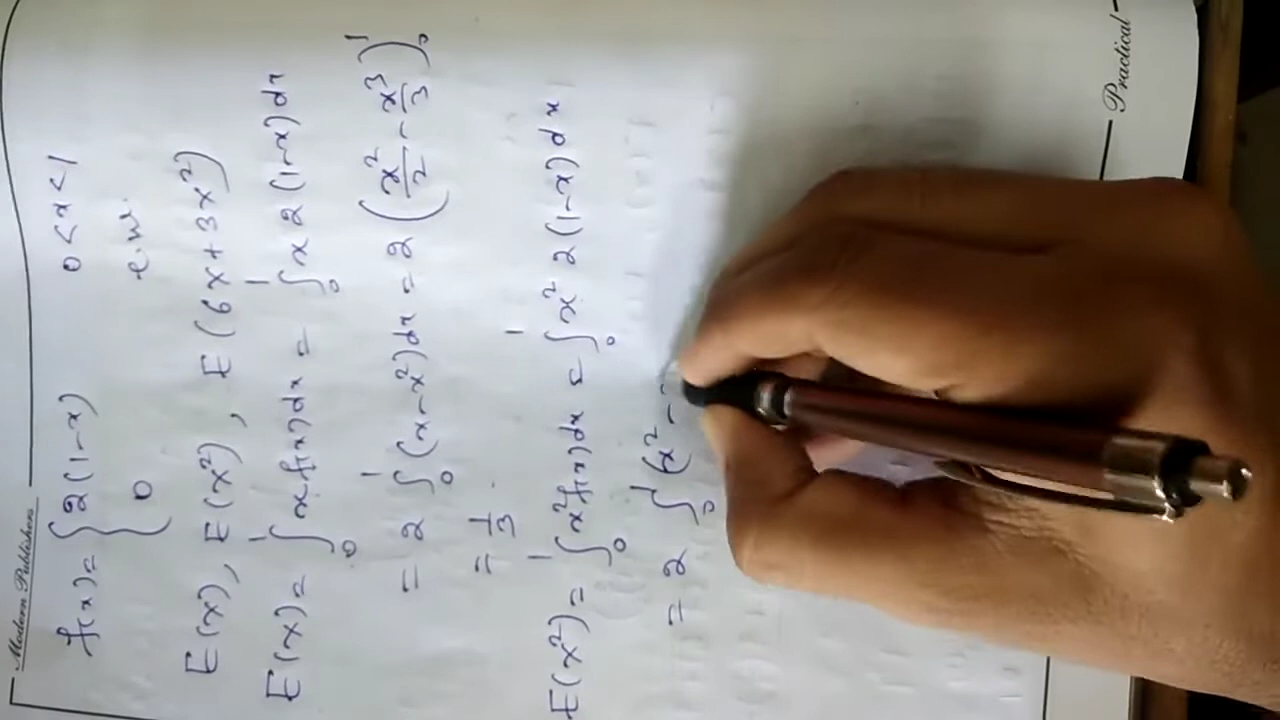 Modern Publishers
f(x) = { 2(1-x) 0<x<1
0 e.w.
E(x), E(x²), E(6x+3x²)
E(x) = ∫₀¹ x f(x) dx = ∫₀¹ x 2(1-x) dx
= 2 ∫₀¹ (x-x²) dx = 2 (x²/2 - x³/3)₀¹
= 1/3
E(x²) = ∫₀¹ x² f(x) dx = ∫₀¹ x² 2(1-x) dx
= 2 ∫₀¹ (x² -
Practical